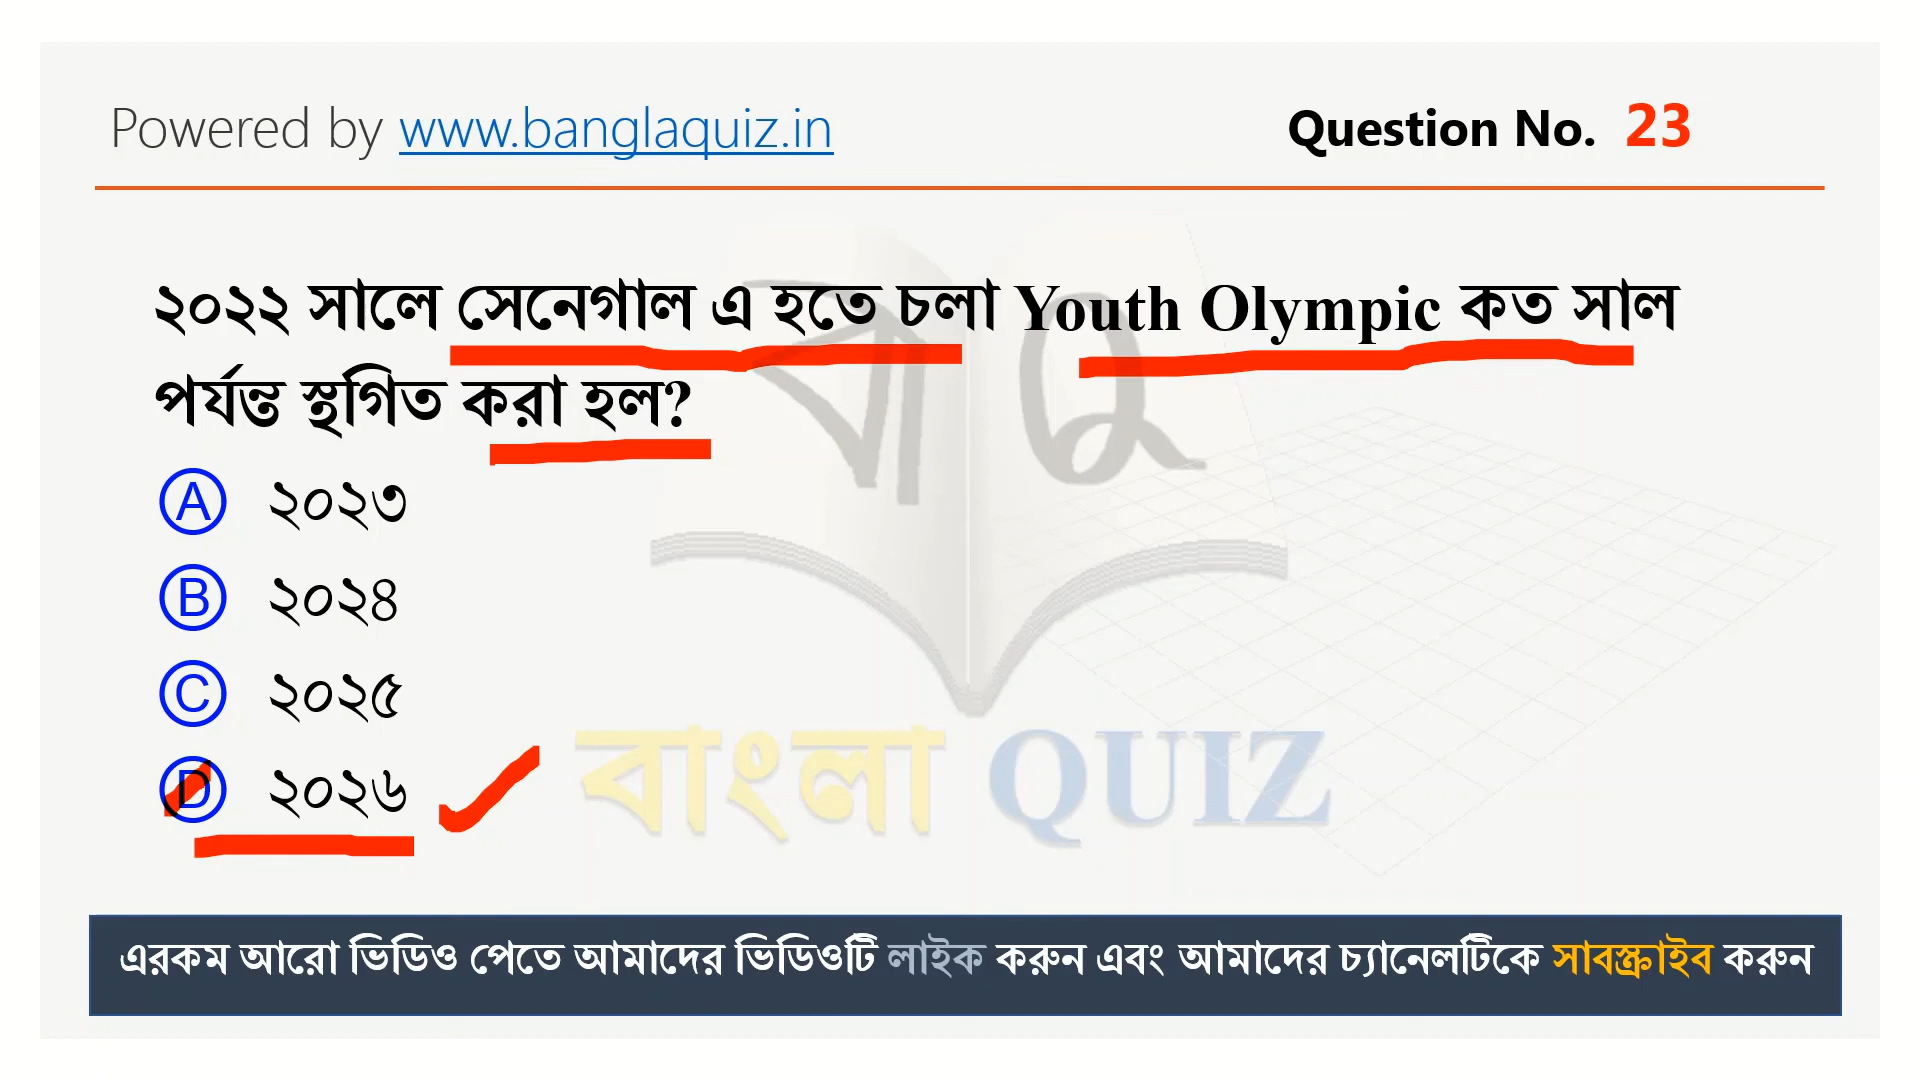 Powered by www.banglaquiz.in
Question No. 23
২০২২ সালে সেনেগাল এ হতে চলা Youth Olympic কত সাল
পর্যন্ত স্থগিত করা হল?
Ⓐ ২০২৩
Ⓑ ২০২৪
Ⓒ ২০২৫
Ⓓ ২০২৬
বা Q
বাংলা QUIZ
এরকম আরো ভিডিও পেতে আমাদের ভিডিওটি লাইক করুন এবং আমাদের চ্যানেলটিকে সাবস্ক্রাইব করুন